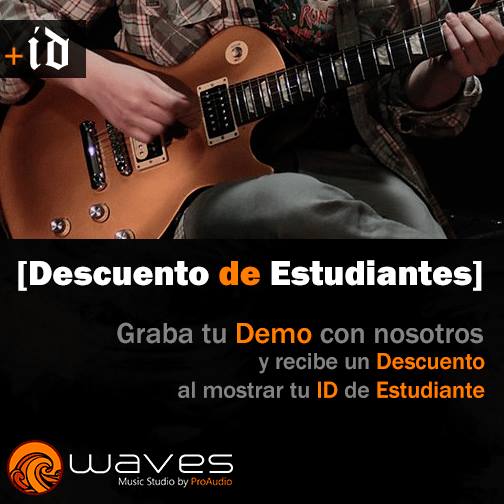 +id
[Descuento de Estudiantes]
Graba tu Demo con nosotros
y recibe un Descuento
al mostrar tu ID de Estudiante
waves
Music Studio by ProAudio